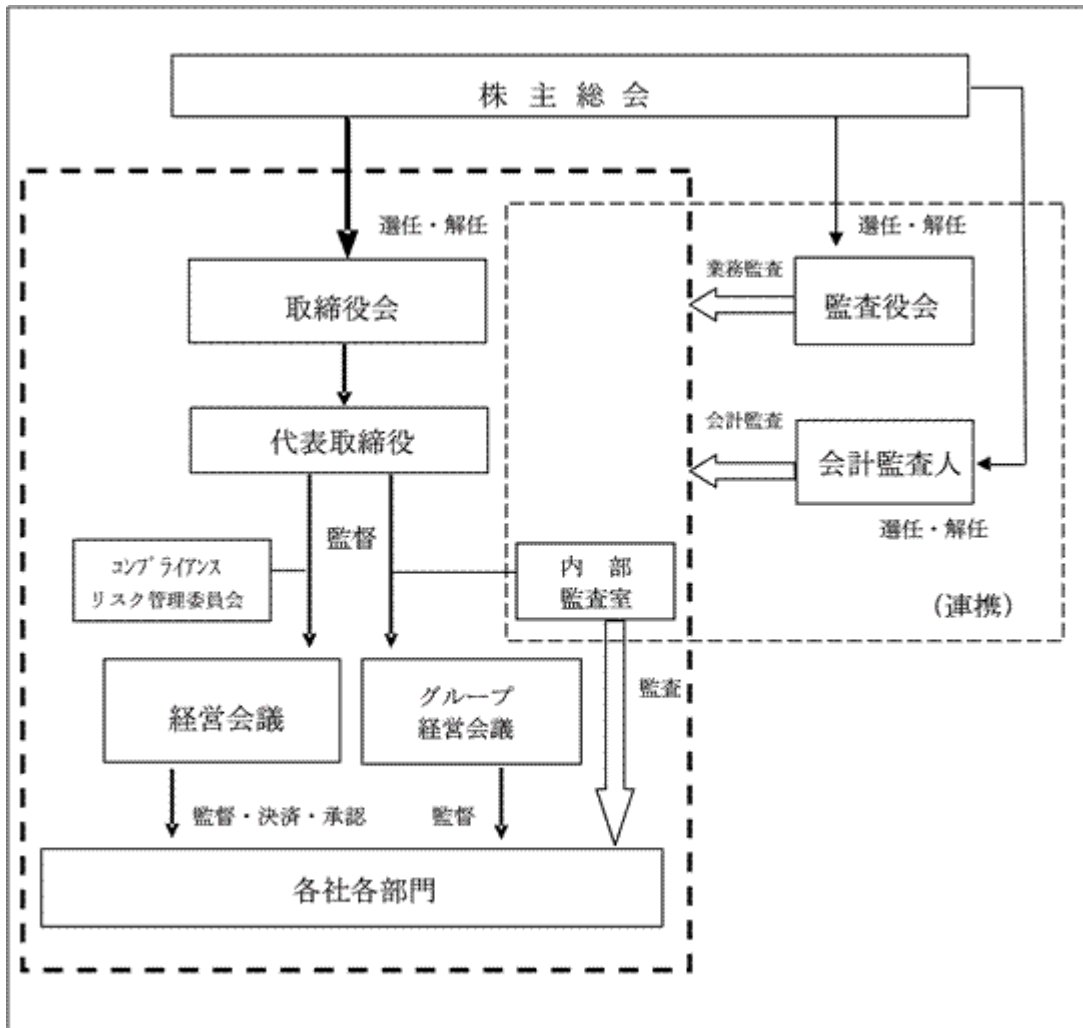 株 主 総 会
選任・解任
選任・解任
業務監査
取締役会
監査役会
会計監査
代表取締役
会計監査人
選任・解任
監督
コンプライアンス
リスク管理委員会
内 部
監査室
(連携)
経営会議
グループ
経営会議
監査
監督・決済・承認
監督
各社各部門